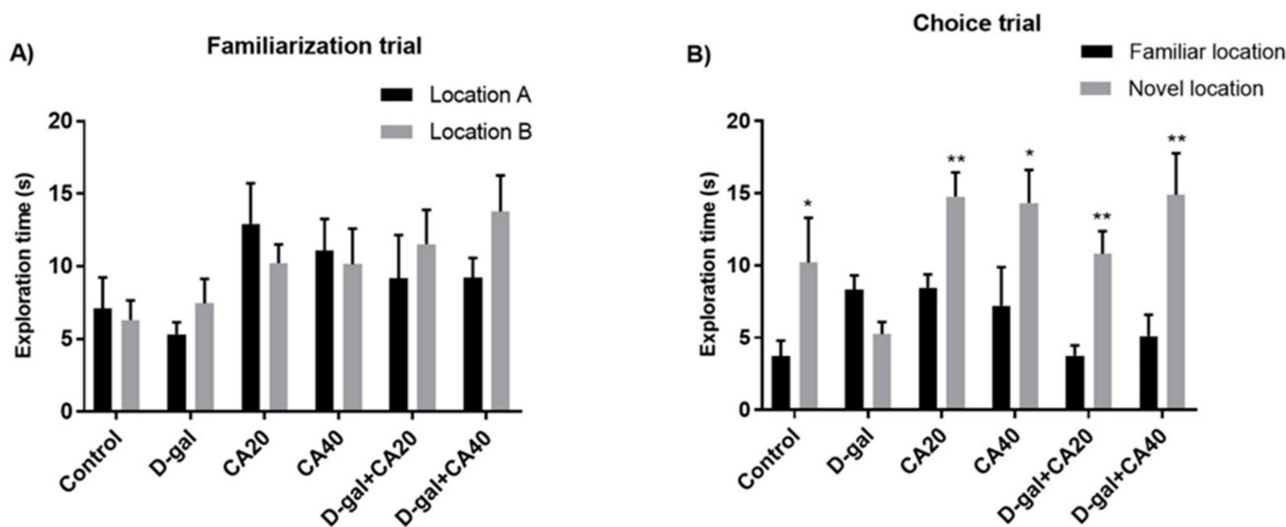 A)
Familiarization trial
Location A
Location B
Exploration time (s)
20
15
10
5
0
Control
D-gal
CA20
CA40
D-gal+CA20
D-gal+CA40
B)
Choice trial
Familiar location
Novel location
Exploration time (s)
20
15
10
5
0
*
**
*
**
**
Control
D-gal
CA20
CA40
D-gal+CA20
D-gal+CA40